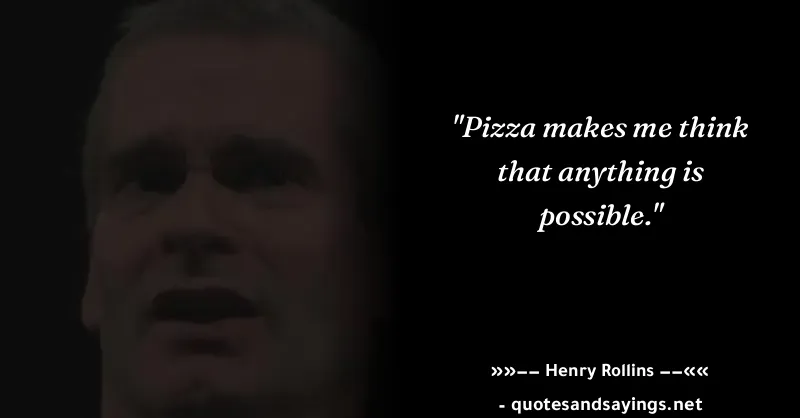 "Pizza makes me think
that anything is
possible."
»»−− Henry Rollins −−««
- quotesandsayings.net